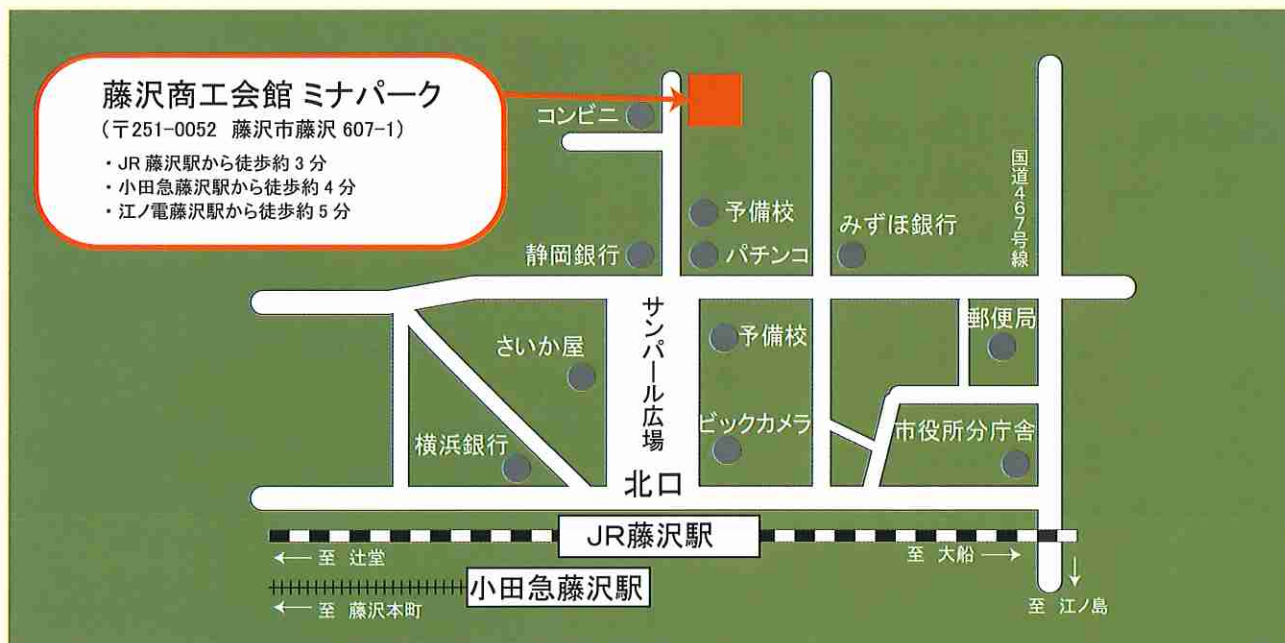 藤沢商工会館 ミナパーク
(〒251-0052 藤沢市藤沢 607-1)
・JR 藤沢駅から徒歩約 3 分
・小田急藤沢駅から徒歩約 4 分
・江ノ電藤沢駅から徒歩約 5 分
コンビニ
予備校
静岡銀行
パチンコ
みずほ銀行
国道467号線
サンパール広場
さいか屋
予備校
郵便局
横浜銀行
ビックカメラ
市役所分庁舎
北口
JR藤沢駅
←至 辻堂
至 大船→
小田急藤沢駅
←至 藤沢本町
↓
至 江ノ島